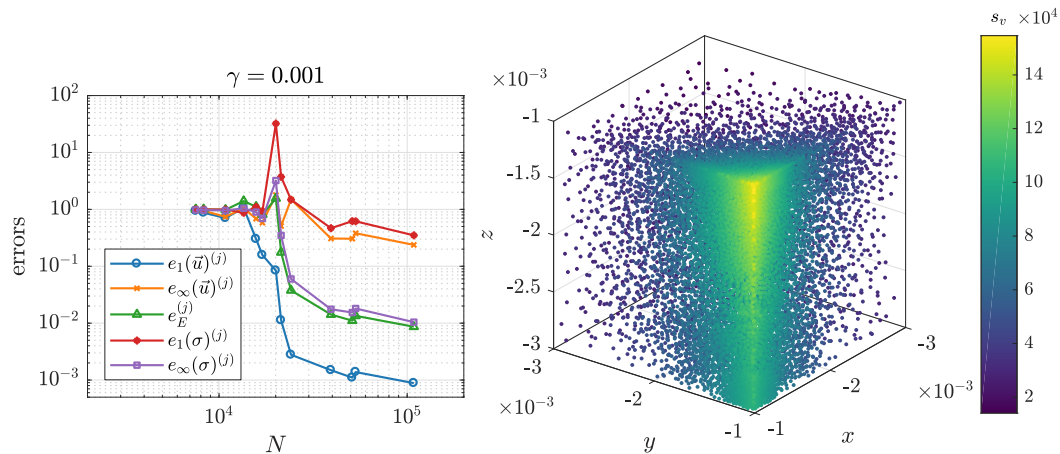 γ = 0.001
errors
10^2
10^1
10^0
10^{-1}
10^{-2}
10^{-3}
e_1(\vec{u})^{(j)}
e_∞(\vec{u})^{(j)}
e_E^{(j)}
e_1(σ)^{(j)}
e_∞(σ)^{(j)}
10^4
10^5
N
×10^{-3}
-1
-1.5
-2
-2.5
-3
z
-3
-2
-1
×10^{-3}
y
-1
-2
-3
×10^{-3}
x
s_v ×10^4
14
12
10
8
6
4
2